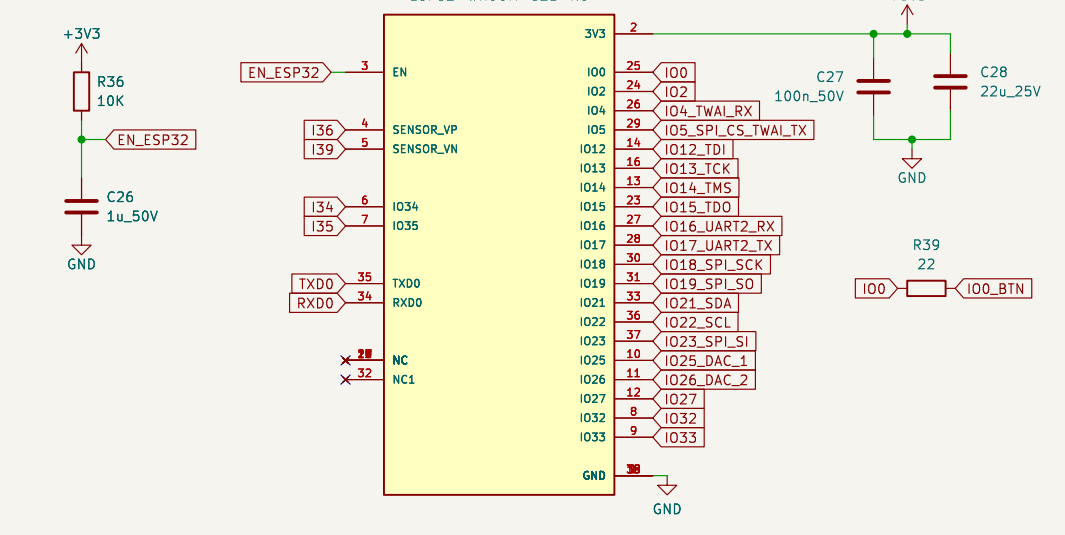 +3V3
R36
10K
EN_ESP32
C26
1u_50V
GND
EN_ESP32
3
EN
I36
4
SENSOR_VP
I39
5
SENSOR_VN
I34
6
IO34
I35
7
IO35
TXD0
35
TXD0
RXD0
34
RXD0
NC
32
NC1
3V3
2
IO0
25
IO0
IO2
24
IO2
IO4
26
IO4_TWAI_RX
IO5
29
IO5_SPI_CS_TWAI_TX
IO12
14
IO12_TDI
IO13
16
IO13_TCK
IO14
13
IO14_TMS
IO15
23
IO15_TDO
IO16
27
IO16_UART2_RX
IO17
28
IO17_UART2_TX
IO18
30
IO18_SPI_SCK
IO19
31
IO19_SPI_SO
IO21
33
IO21_SDA
IO22
36
IO22_SCL
IO23
37
IO23_SPI_SI
IO25
10
IO25_DAC_1
IO26
11
IO26_DAC_2
IO27
12
IO27
IO32
8
IO32
IO33
9
IO33
GND
GND
C27
100n_50V
C28
22u_25V
GND
R39
22
IO0
IO0_BTN